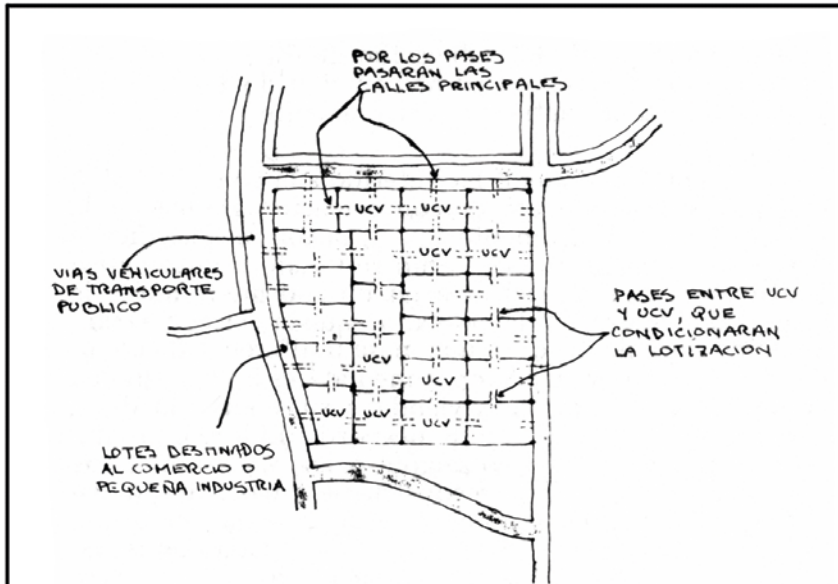 POR LOS PASES
PASARAN LAS
CALLES PRINCIPALES
UCV UCV
UCV UCV
VIAS VEHICULARES
DE TRANSPORTE
PUBLICO
PASES ENTRE UCV
Y UCV, QUE
CONDICIONARAN
LA LOTIZACION
UCV
UCV
UCV UCV
UCV
LOTES DESTINADOS
AL COMERCIO O
PEQUEÑA INDUSTRIA